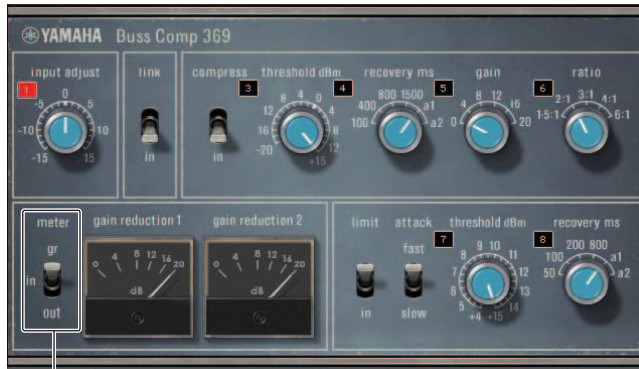 YAMAHA Buss Comp 369
input adjust
1
-15 -10 -5 0 5 10 15
link
in
compress
in
3
threshold dBm
-20 16 12 8 4 0 4 8 12 +15
4
recovery ms
100 400 800 1500 a1 a2
5
gain
0 4 8 12 16 20
6
ratio
1·5:1 2:1 3:1 4:1 6:1
meter
gr
in
out
gain reduction 1
0 4 8 12 16 20
dB
gain reduction 2
0 4 8 12 16 20
dB
limit
in
attack
fast
slow
7
threshold dBm
+4 5 6 7 8 9 10 11 12 13 14 +15
8
recovery ms
50 100 200 800 a1 a2